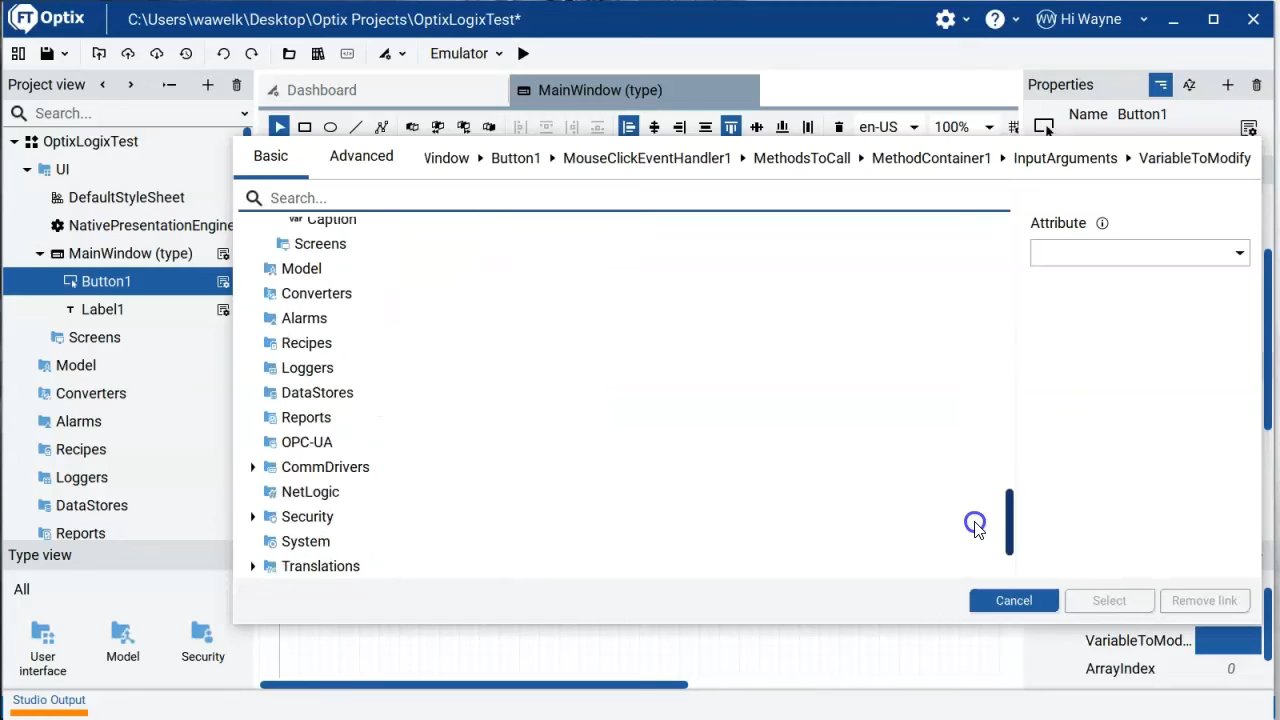 FT Optix
C:\Users\wawelk\Desktop\Optix Projects\OptixLogixTest*
WW Hi Wayne
Emulator
Project view
Dashboard
MainWindow (type)
Properties
Search...
en-US
100%
Name Button1
OptixLogixTest
UI
DefaultStyleSheet
NativePresentationEngine
MainWindow (type)
Button1
Label1
Screens
Model
Converters
Alarms
Recipes
Loggers
DataStores
Reports
Basic
Advanced
Window
Button1
MouseClickEventHandler1
MethodsToCall
MethodContainer1
InputArguments
VariableToModify
Search...
var Caption
Screens
Model
Converters
Alarms
Recipes
Loggers
DataStores
Reports
OPC-UA
CommDrivers
NetLogic
Security
System
Translations
Attribute
Cancel
Select
Remove link
Type view
All
User interface
Model
Security
VariableToMod...
ArrayIndex 0
Studio Output